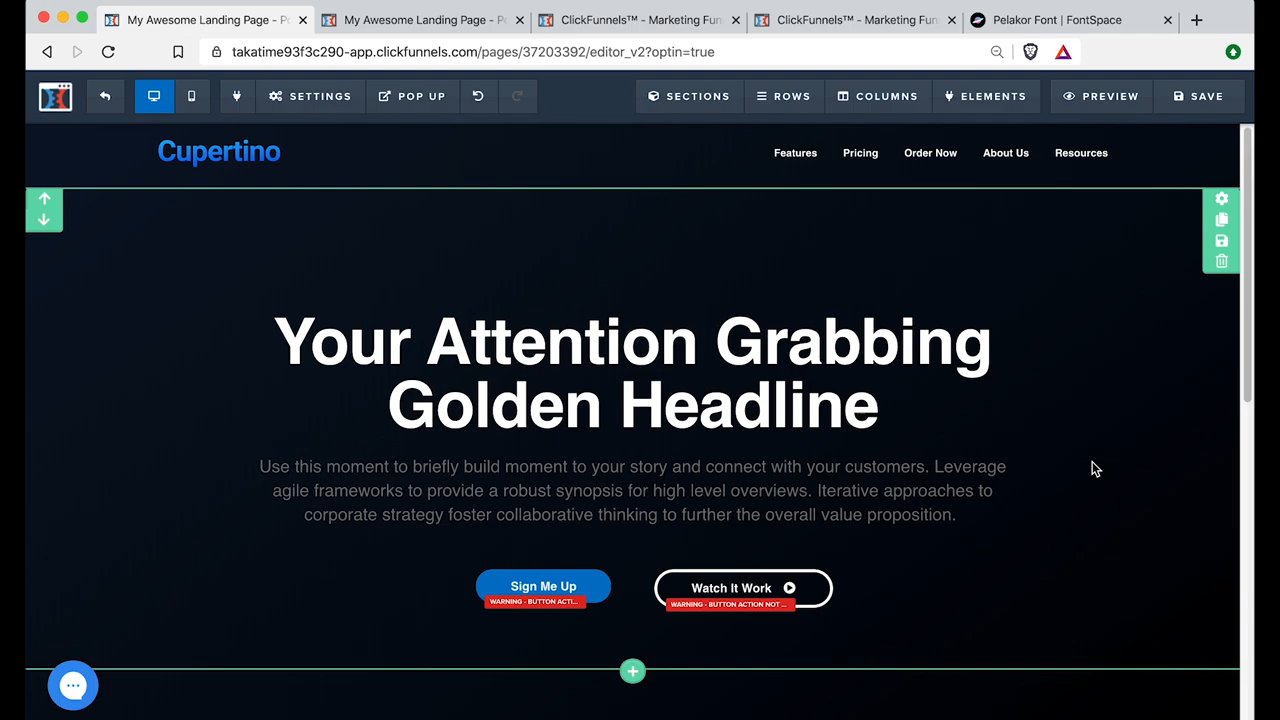 My Awesome Landing Page - Po
My Awesome Landing Page - Po
ClickFunnels™ - Marketing Fun
ClickFunnels™ - Marketing Fun
Pelakor Font | FontSpace
takatime93f3c290-app.clickfunnels.com/pages/37203392/editor_v2?optin=true
SETTINGS
POP UP
SECTIONS
ROWS
COLUMNS
ELEMENTS
PREVIEW
SAVE
Cupertino
Features
Pricing
Order Now
About Us
Resources
Your Attention Grabbing
Golden Headline
Use this moment to briefly build moment to your story and connect with your customers. Leverage
agile frameworks to provide a robust synopsis for high level overviews. Iterative approaches to
corporate strategy foster collaborative thinking to further the overall value proposition.
Sign Me Up
WARNING - BUTTON ACTI...
Watch It Work
WARNING - BUTTON ACTION NOT ...